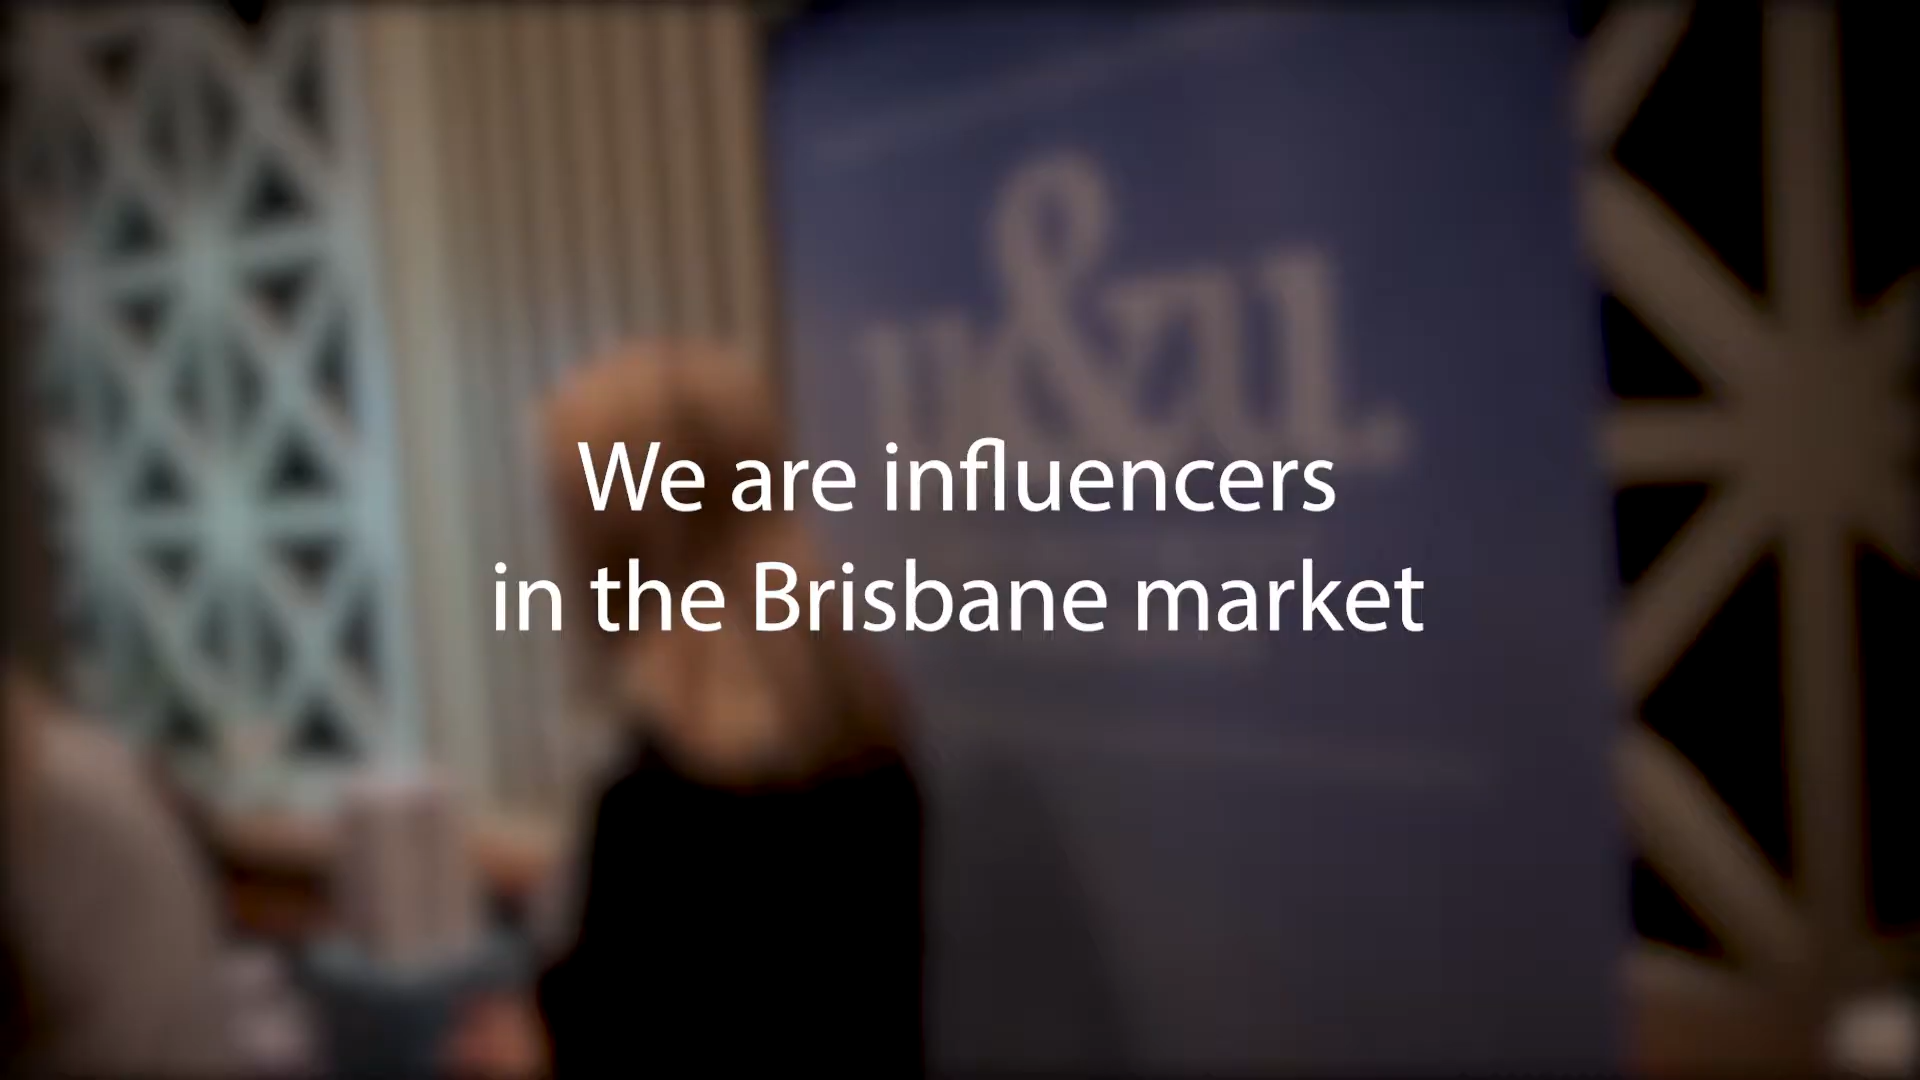 u&u.
We are influencers
in the Brisbane market